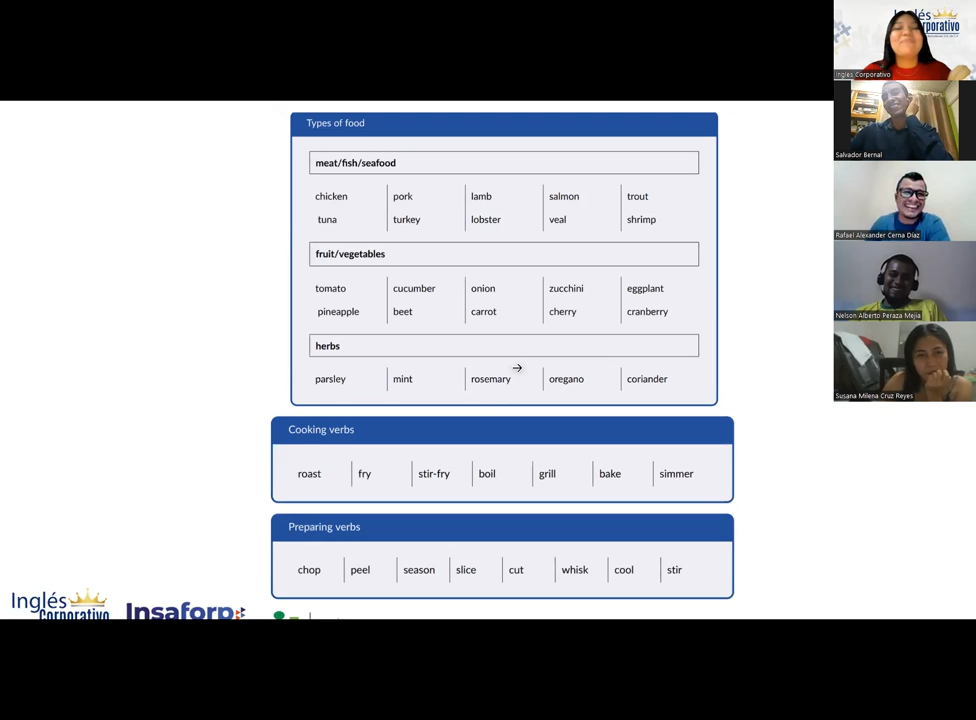 Types of food
meat/fish/seafood
chicken pork lamb salmon trout
tuna turkey lobster veal shrimp
fruit/vegetables
tomato cucumber onion zucchini eggplant
pineapple beet carrot cherry cranberry
herbs
parsley mint rosemary oregano coriander
Cooking verbs
roast fry stir-fry boil grill bake simmer
Preparing verbs
chop peel season slice cut whisk cool stir
Inglés
Corporativo
Insaforp
Inglés
rporativo
Inglés Corporativo
Salvador Bernal
Rafael Alexander Cerna Díaz
Nelson Alberto Peraza Mejia
Susana Milena Cruz Reyes